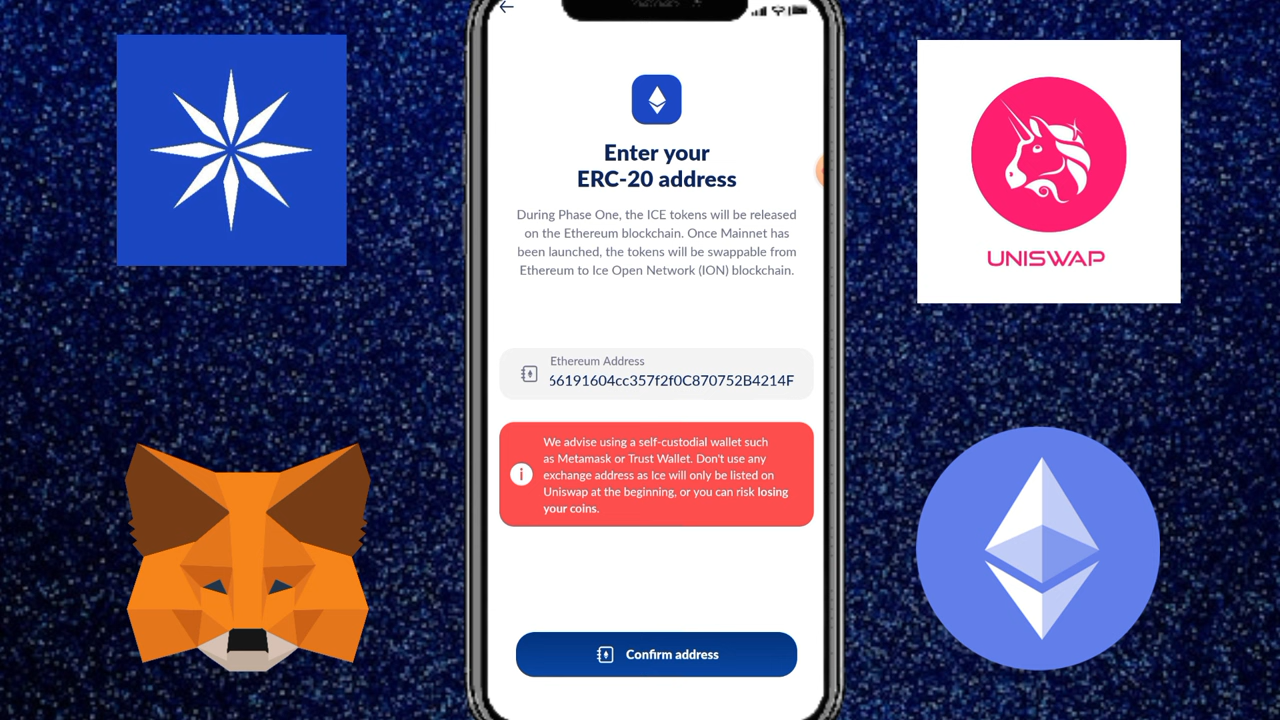 Enter your
ERC-20 address
During Phase One, the ICE tokens will be released
on the Ethereum blockchain. Once Mainnet has
been launched, the tokens will be swappable from
Ethereum to Ice Open Network (ION) blockchain.
Ethereum Address
66191604cc357f2f0C870752B4214F
We advise using a self-custodial wallet such
as Metamask or Trust Wallet. Don't use any
exchange address as Ice will only be listed on
Uniswap at the beginning, or you can risk losing
your coins.
Confirm address
UNISWAP